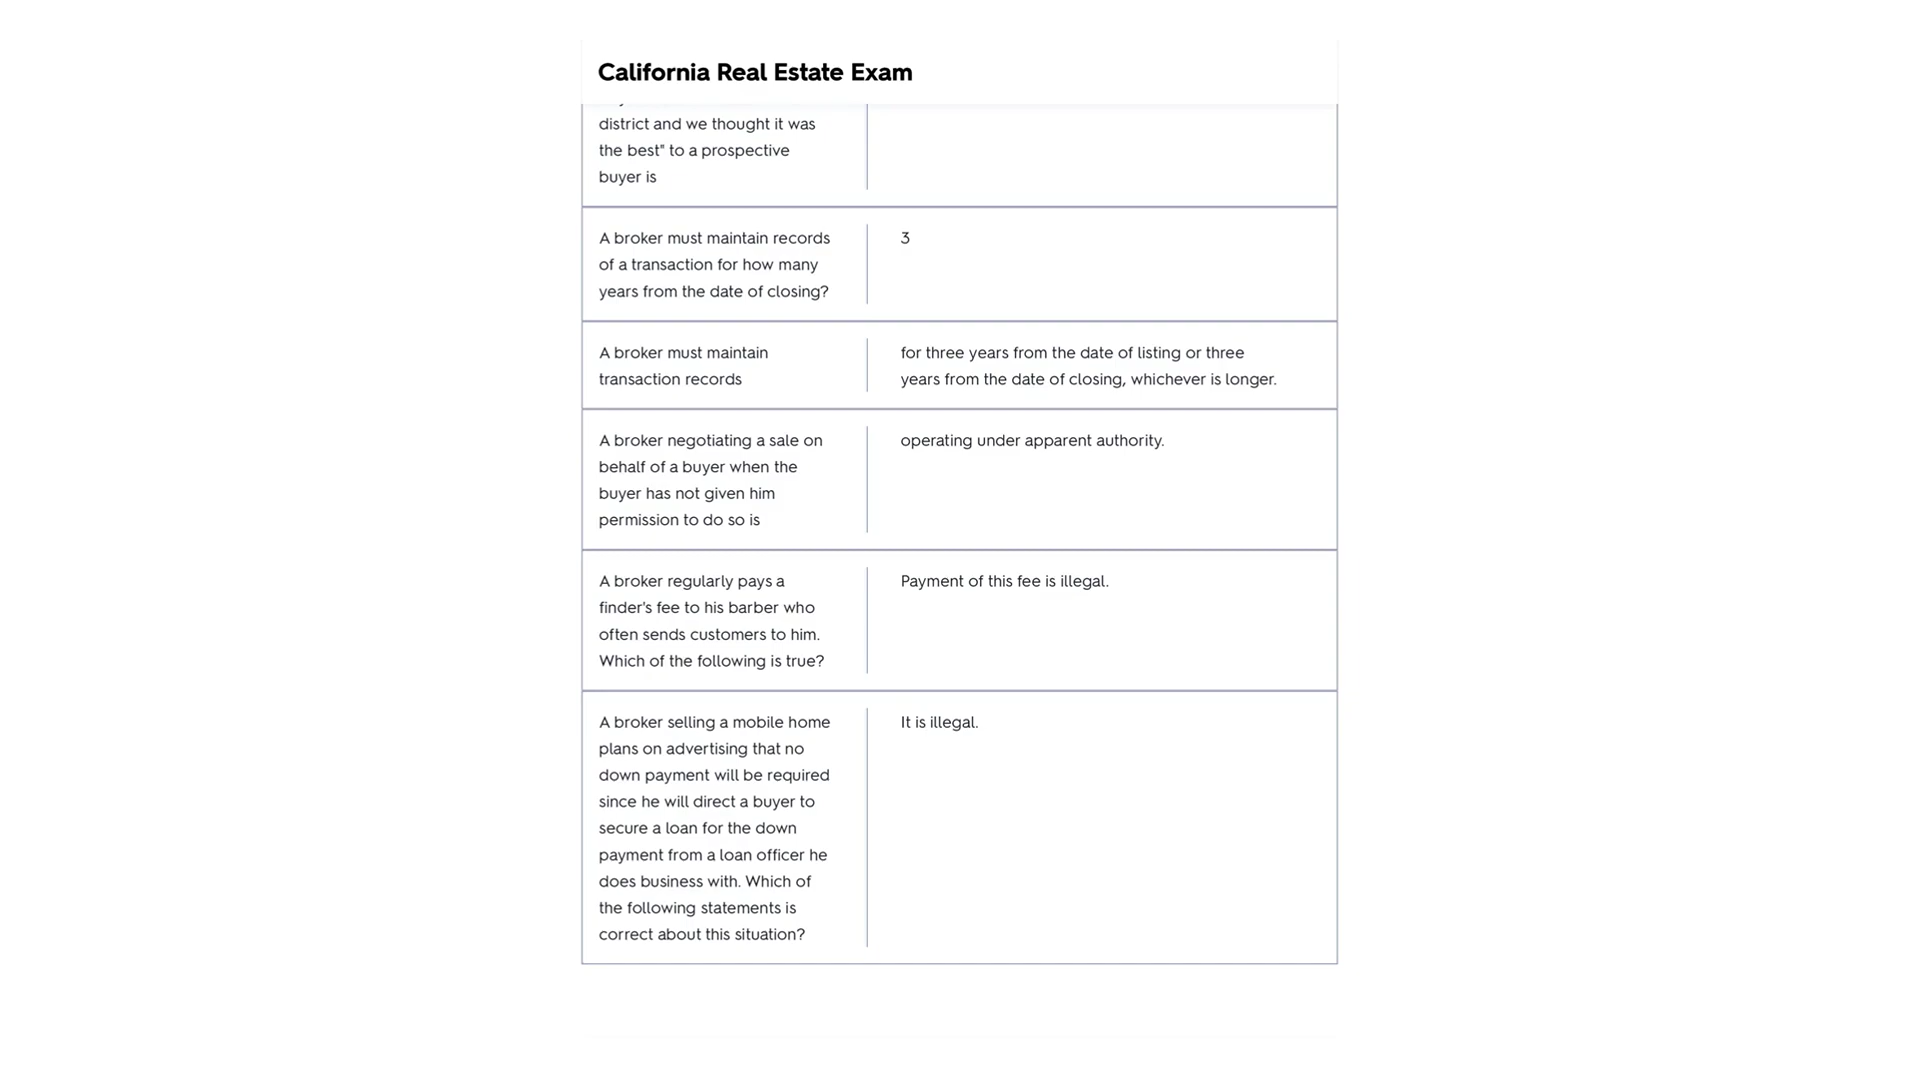 California Real Estate Exam
district and we thought it was
the best" to a prospective
buyer is
A broker must maintain records
of a transaction for how many
years from the date of closing?
3
A broker must maintain
transaction records
for three years from the date of listing or three
years from the date of closing, whichever is longer.
A broker negotiating a sale on
behalf of a buyer when the
buyer has not given him
permission to do so is
operating under apparent authority.
A broker regularly pays a
finder's fee to his barber who
often sends customers to him.
Which of the following is true?
Payment of this fee is illegal.
A broker selling a mobile home
plans on advertising that no
down payment will be required
since he will direct a buyer to
secure a loan for the down
payment from a loan officer he
does business with. Which of
the following statements is
correct about this situation?
It is illegal.